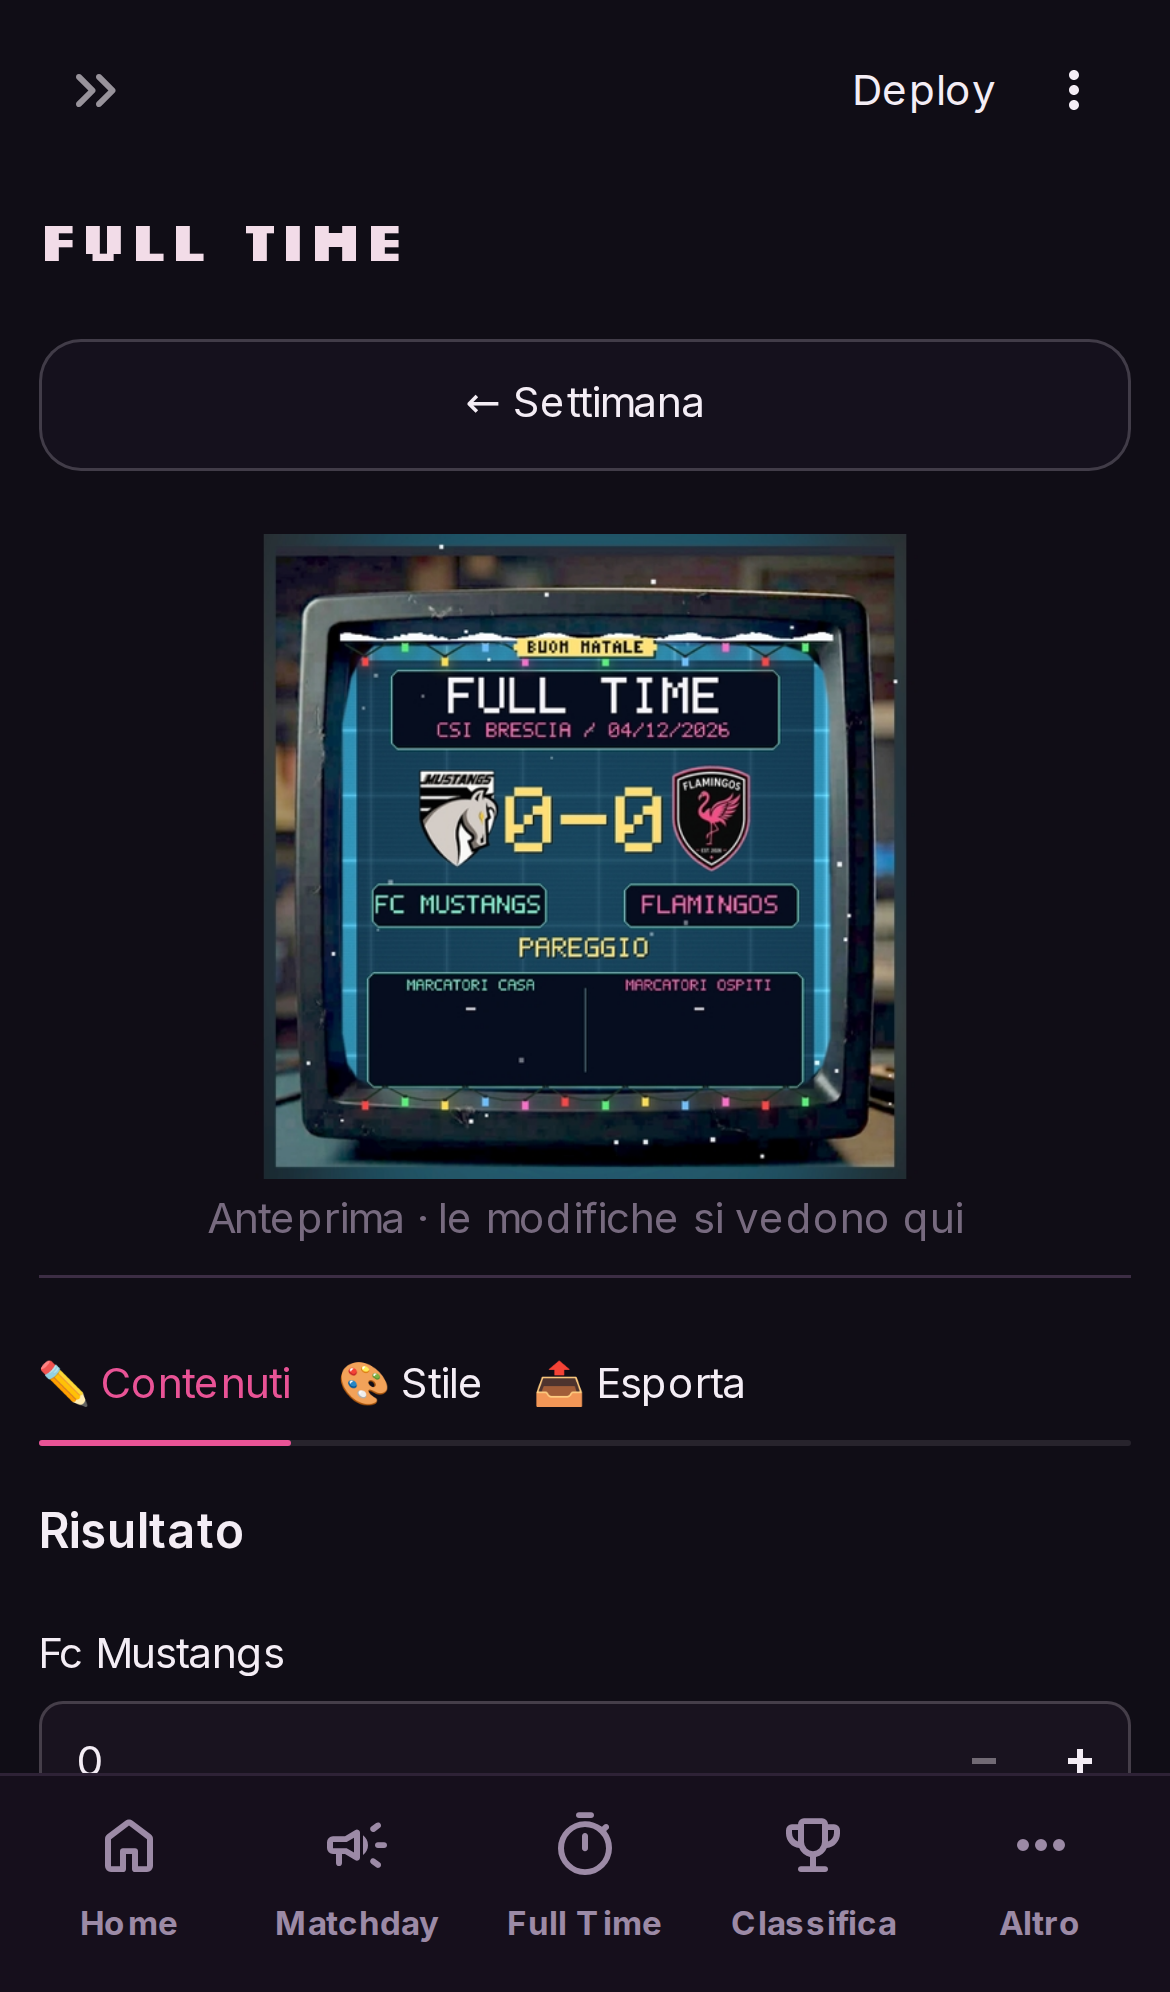 Deploy
FULL TIME
← Settimana
BUON NATALE
FULL TIME
CSI BRESCIA / 04/12/2026
MUSTANGS
0-0
FLAMINGOS
EST. 2026
FC MUSTANGS
FLAMINGOS
PAREGGIO
MARCATORI CASA
MARCATORI OSPITI
-
-
Anteprima · le modifiche si vedono qui
✏️ Contenuti
🎨 Stile
📤 Esporta
Risultato
Fc Mustangs
0
− +
Home
Matchday
Full Time
Classifica
Altro